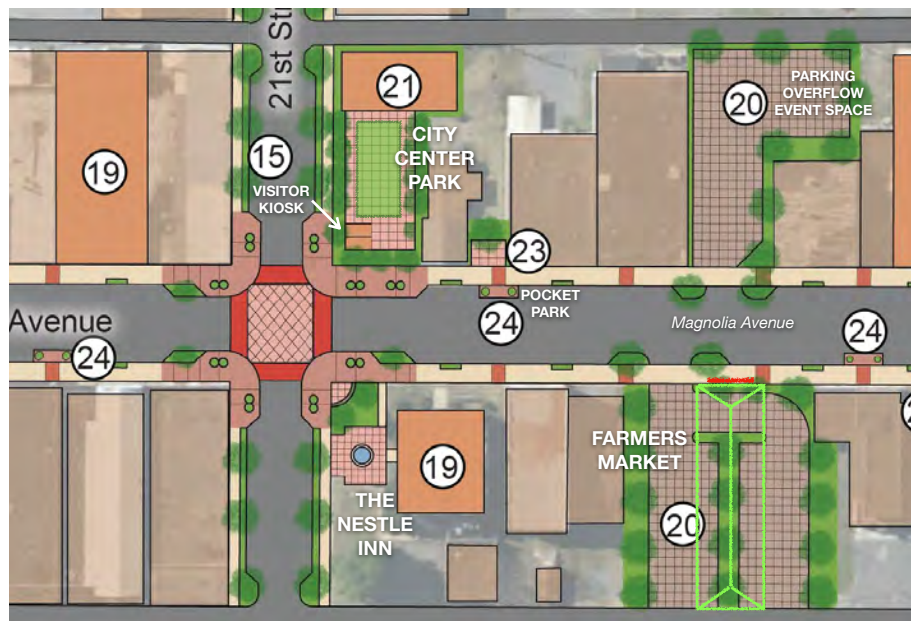 21st Str
21
20
PARKING
OVERFLOW
EVENT SPACE
CITY
CENTER
PARK
15
19
VISITOR
KIOSK
23
POCKET
PARK
Avenue
24
24
Magnolia Avenue
24
FARMERS
MARKET
19
THE
NESTLE
INN
20